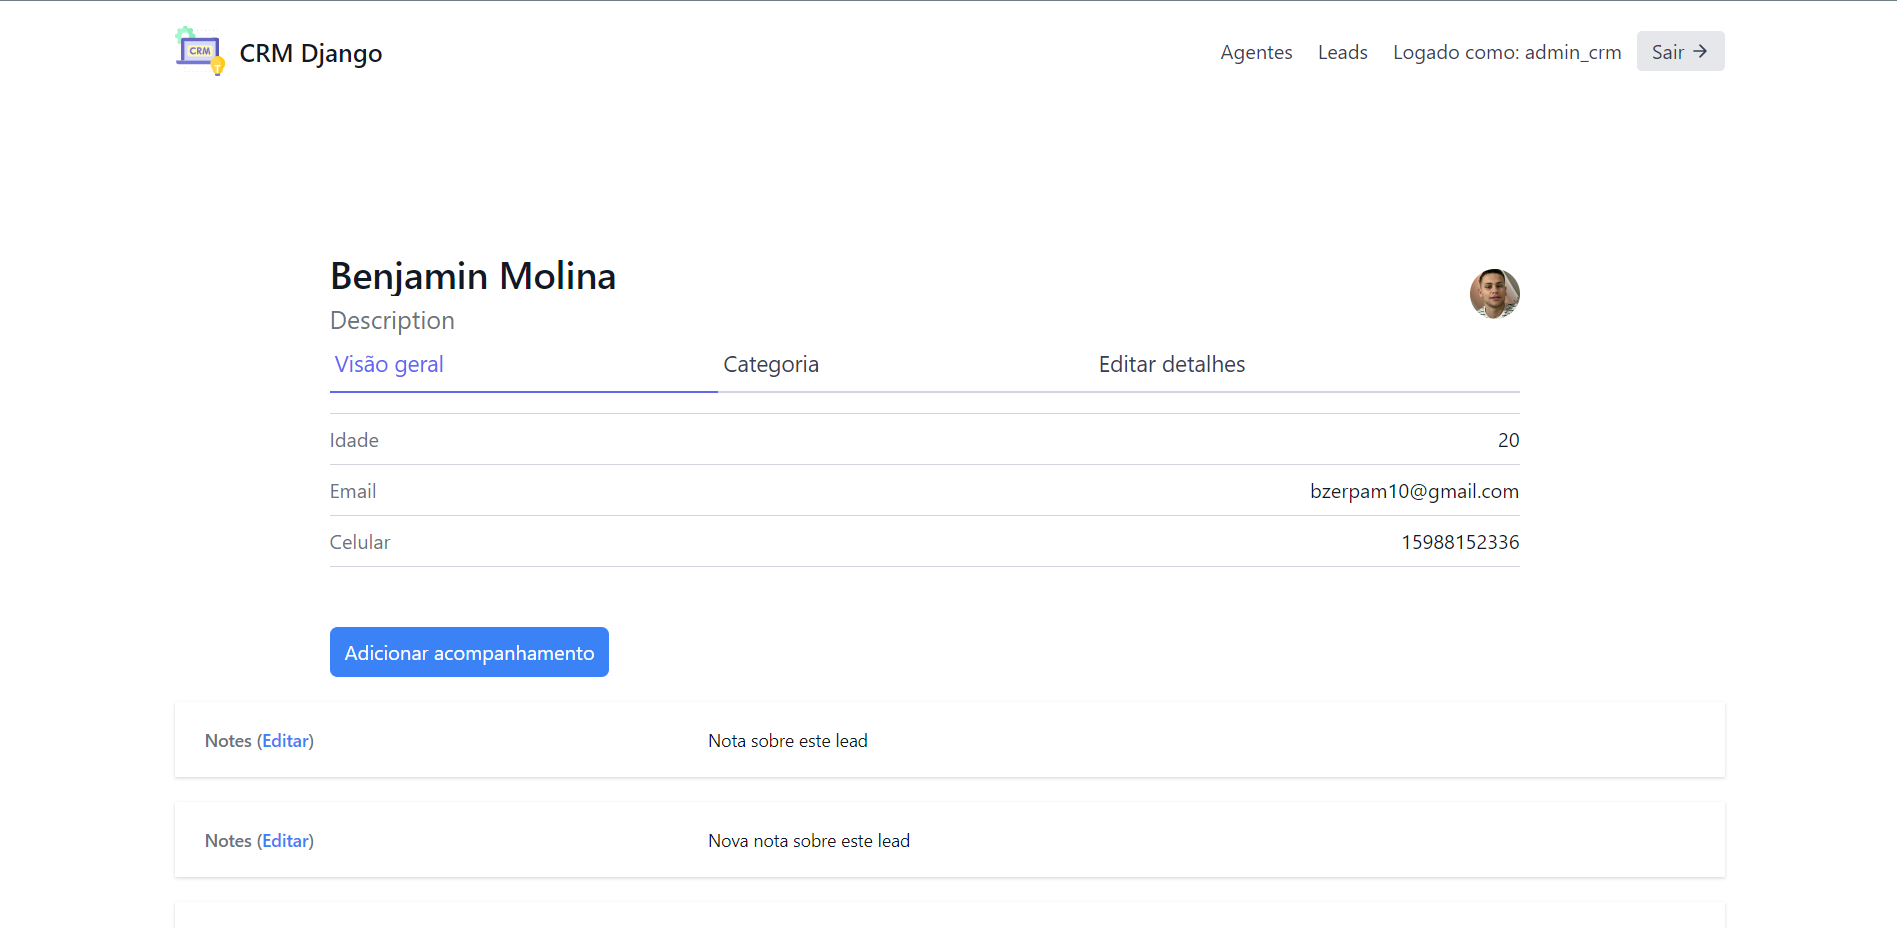 CRM
CRM Django
Agentes Leads Logado como: admin_crm Sair →
Benjamin Molina
Description
Visão geral Categoria Editar detalhes
Idade 20
Email bzerpam10@gmail.com
Celular 15988152336
Adicionar acompanhamento
Notes (Editar) Nota sobre este lead
Notes (Editar) Nova nota sobre este lead